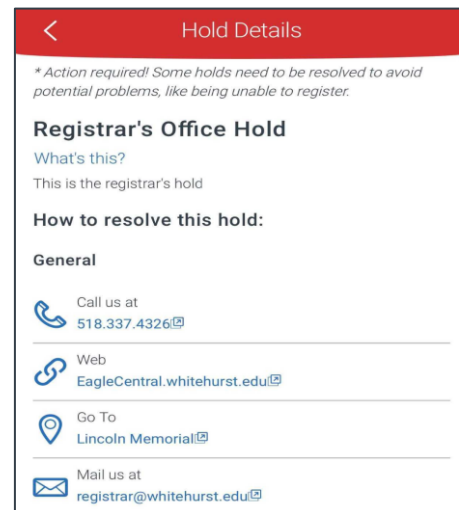 Hold Details
* Action required! Some holds need to be resolved to avoid
potential problems, like being unable to register.
Registrar's Office Hold
What's this?
This is the registrar's hold
How to resolve this hold:
General
Call us at
518.337.4326
Web
EagleCentral.whitehurst.edu
Go To
Lincoln Memorial
Mail us at
registrar@whitehurst.edu